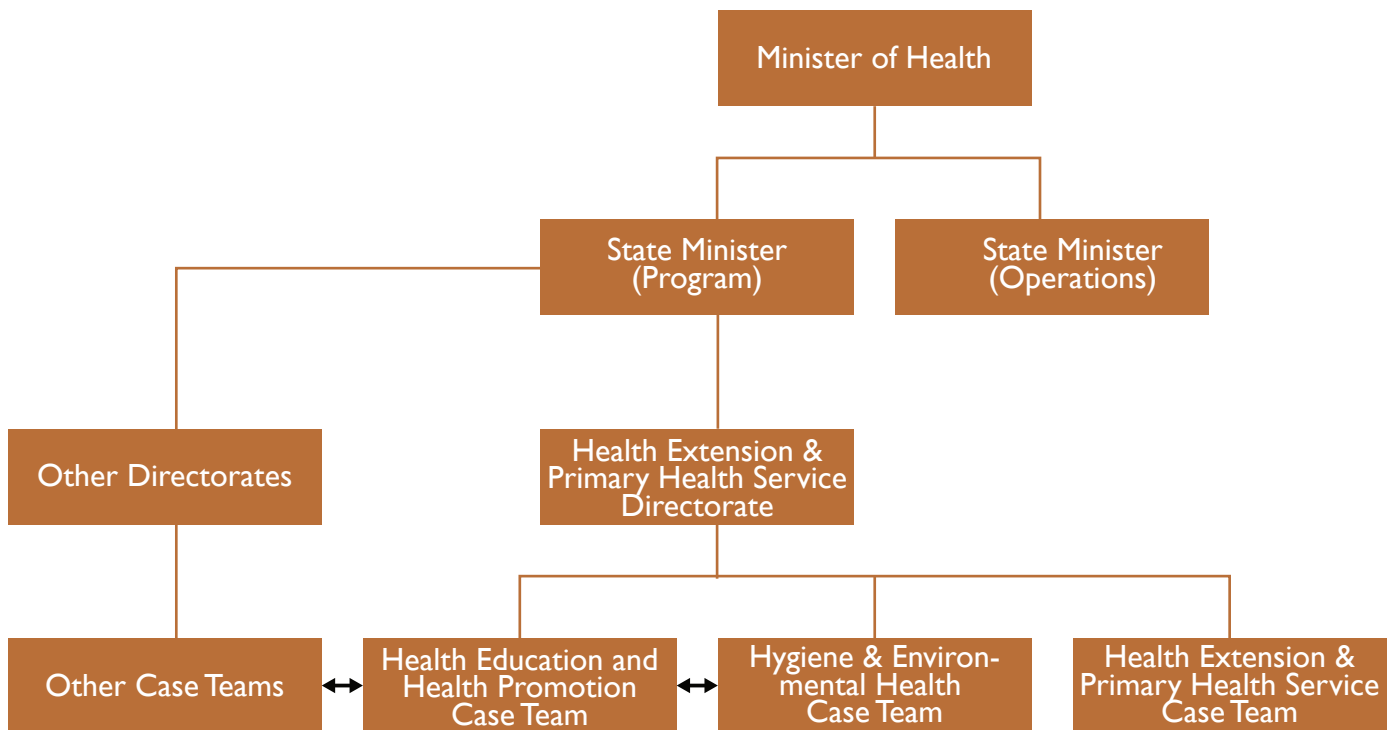 Minister of Health
State Minister
(Program)
State Minister
(Operations)
Other Directorates
Health Extension &
Primary Health Service
Directorate
Other Case Teams
Health Education and
Health Promotion
Case Team
Hygiene & Environ-
mental Health
Case Team
Health Extension &
Primary Health Service
Case Team